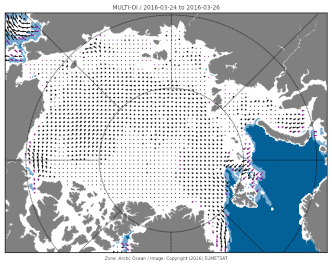 MULTI-OI / 2016-03-24 to 2016-03-26
Zone: Arctic Ocean / Image: Copyright (2016) EUMETSAT